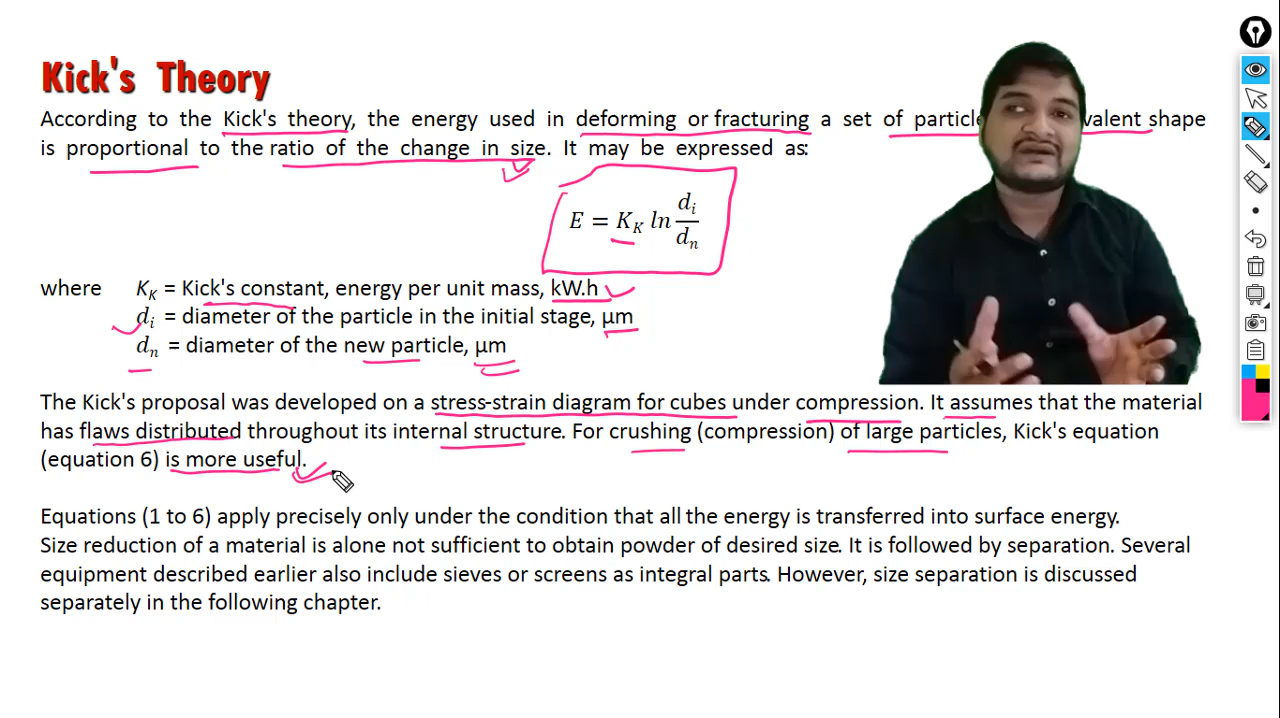 Kick's Theory
According to the Kick's theory, the energy used in deforming or fracturing a set of particle valent shape
is proportional to the ratio of the change in size. It may be expressed as:
E = K_K ln d_i/d_n
where K_K = Kick's constant, energy per unit mass, kW.h
d_i = diameter of the particle in the initial stage, µm
d_n = diameter of the new particle, µm
The Kick's proposal was developed on a stress-strain diagram for cubes under compression. It assumes that the material
has flaws distributed throughout its internal structure. For crushing (compression) of large particles, Kick's equation
(equation 6) is more useful.
Equations (1 to 6) apply precisely only under the condition that all the energy is transferred into surface energy.
Size reduction of a material is alone not sufficient to obtain powder of desired size. It is followed by separation. Several
equipment described earlier also include sieves or screens as integral parts. However, size separation is discussed
separately in the following chapter.